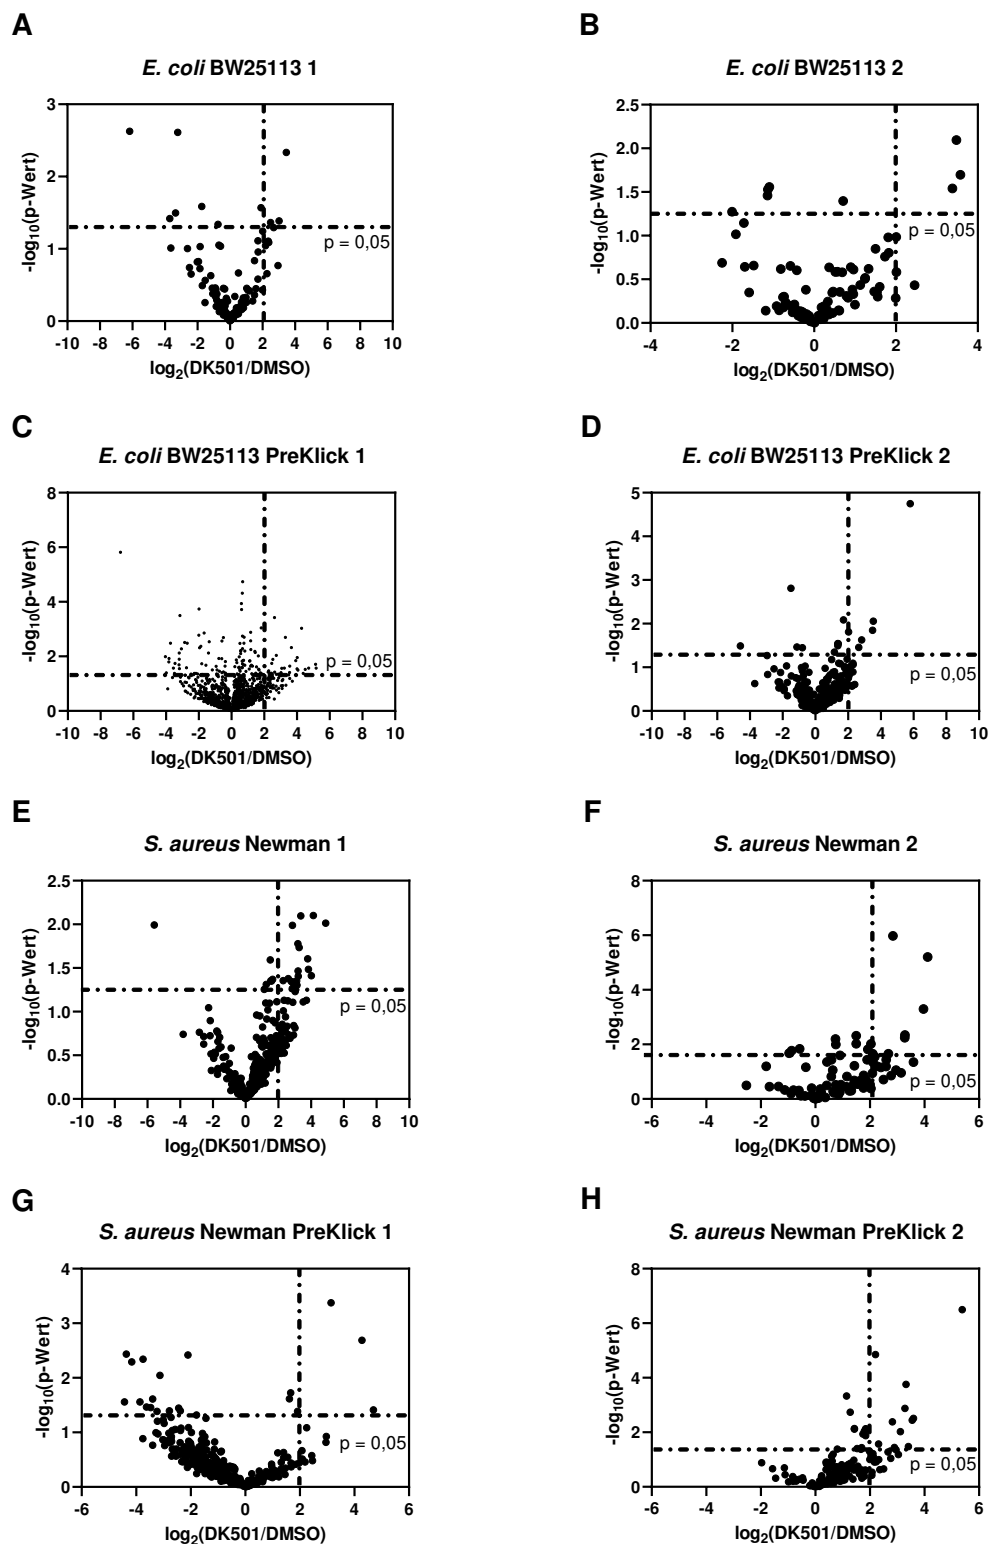 A
E. coli BW25113 1
3
2
1
0
-log10(p-Wert)
p = 0,05
-10 -8 -6 -4 -2 0 2 4 6 8 10
log2(DK501/DMSO)
B
E. coli BW25113 2
2.5
2.0
1.5
1.0
0.5
0.0
-log10(p-Wert)
p = 0,05
-4 -2 0 2 4
log2(DK501/DMSO)
C
E. coli BW25113 PreKlick 1
8
6
4
2
0
-log10(p-Wert)
p = 0,05
-10 -8 -6 -4 -2 0 2 4 6 8 10
log2(DK501/DMSO)
D
E. coli BW25113 PreKlick 2
5
4
3
2
1
0
-log10(p-Wert)
p = 0,05
-10 -8 -6 -4 -2 0 2 4 6 8 10
log2(DK501/DMSO)
E
S. aureus Newman 1
2.5
2.0
1.5
1.0
0.5
0.0
-log10(p-Wert)
p = 0,05
-10 -8 -6 -4 -2 0 2 4 6 8 10
log2(DK501/DMSO)
F
S. aureus Newman 2
8
6
4
2
0
-log10(p-Wert)
p = 0,05
-6 -4 -2 0 2 4 6
log2(DK501/DMSO)
G
S. aureus Newman PreKlick 1
4
3
2
1
0
-log10(p-Wert)
p = 0,05
-6 -4 -2 0 2 4 6
log2(DK501/DMSO)
H
S. aureus Newman PreKlick 2
8
6
4
2
0
-log10(p-Wert)
p = 0,05
-6 -4 -2 0 2 4 6
log2(DK501/DMSO)